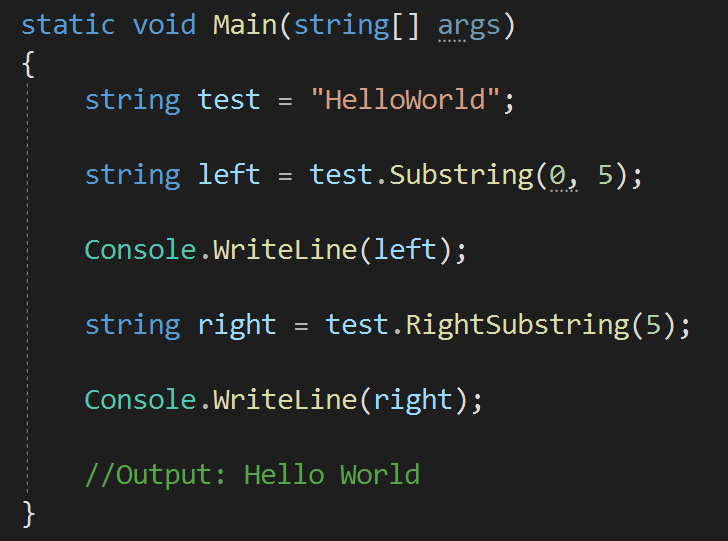 static void Main(string[] args)
{
string test = "HelloWorld";
string left = test.Substring(0, 5);
Console.WriteLine(left);
string right = test.RightSubstring(5);
Console.WriteLine(right);
//Output: Hello World
}